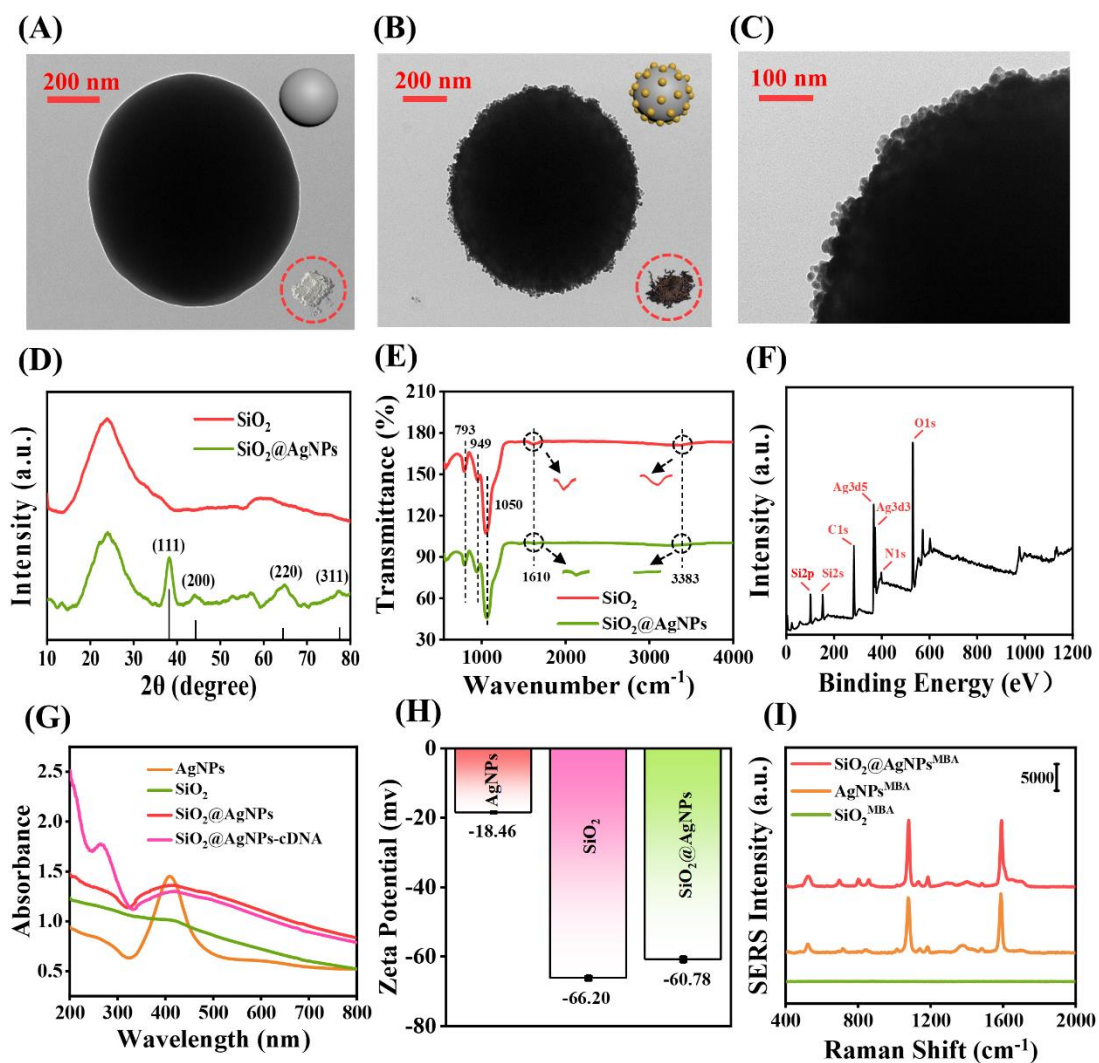 (A)
200 nm
(B)
200 nm
(C)
100 nm
(D)
Intensity (a.u.)
SiO₂
SiO₂@AgNPs
(111)
(200)
(220)
(311)
10 20 30 40 50 60 70 80
2θ (degree)
(E)
Transmittance (%)
210
180
150
120
90
60
30
793
949
1050
1610
3383
SiO₂
SiO₂@AgNPs
1000 2000 3000 4000
Wavenumber (cm⁻¹)
(F)
Intensity (a.u.)
O1s
Ag3d5
Ag3d3
C1s
N1s
Si2p
Si2s
0 200 400 600 800 1000 1200
Binding Energy (eV)
(G)
Absorbance
2.5
2.0
1.5
1.0
0.5
AgNPs
SiO₂
SiO₂@AgNPs
SiO₂@AgNPs-cDNA
200 300 400 500 600 700 800
Wavelength (nm)
(H)
Zeta Potential (mv)
0
-20
-40
-60
-80
AgNPs
-18.46
SiO₂
-66.20
SiO₂@AgNPs
-60.78
(I)
SERS Intensity (a.u.)
SiO₂@AgNPsᴹᴮᴬ
AgNPsᴹᴮᴬ
SiO₂ᴹᴮᴬ
5000
400 800 1200 1600 2000
Raman Shift (cm⁻¹)